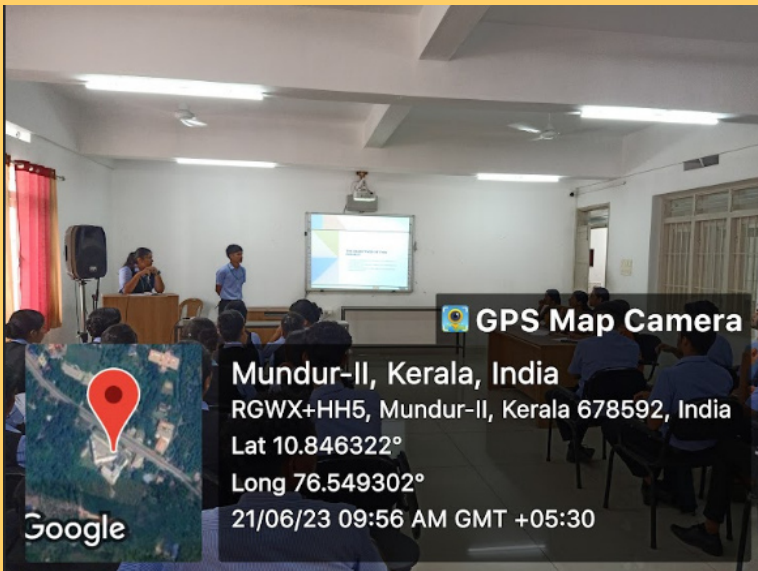 GPS Map Camera
Mundur-II, Kerala, India
RGWX+HH5, Mundur-II, Kerala 678592, India
Lat 10.846322°
Long 76.549302°
21/06/23 09:56 AM GMT +05:30
Google